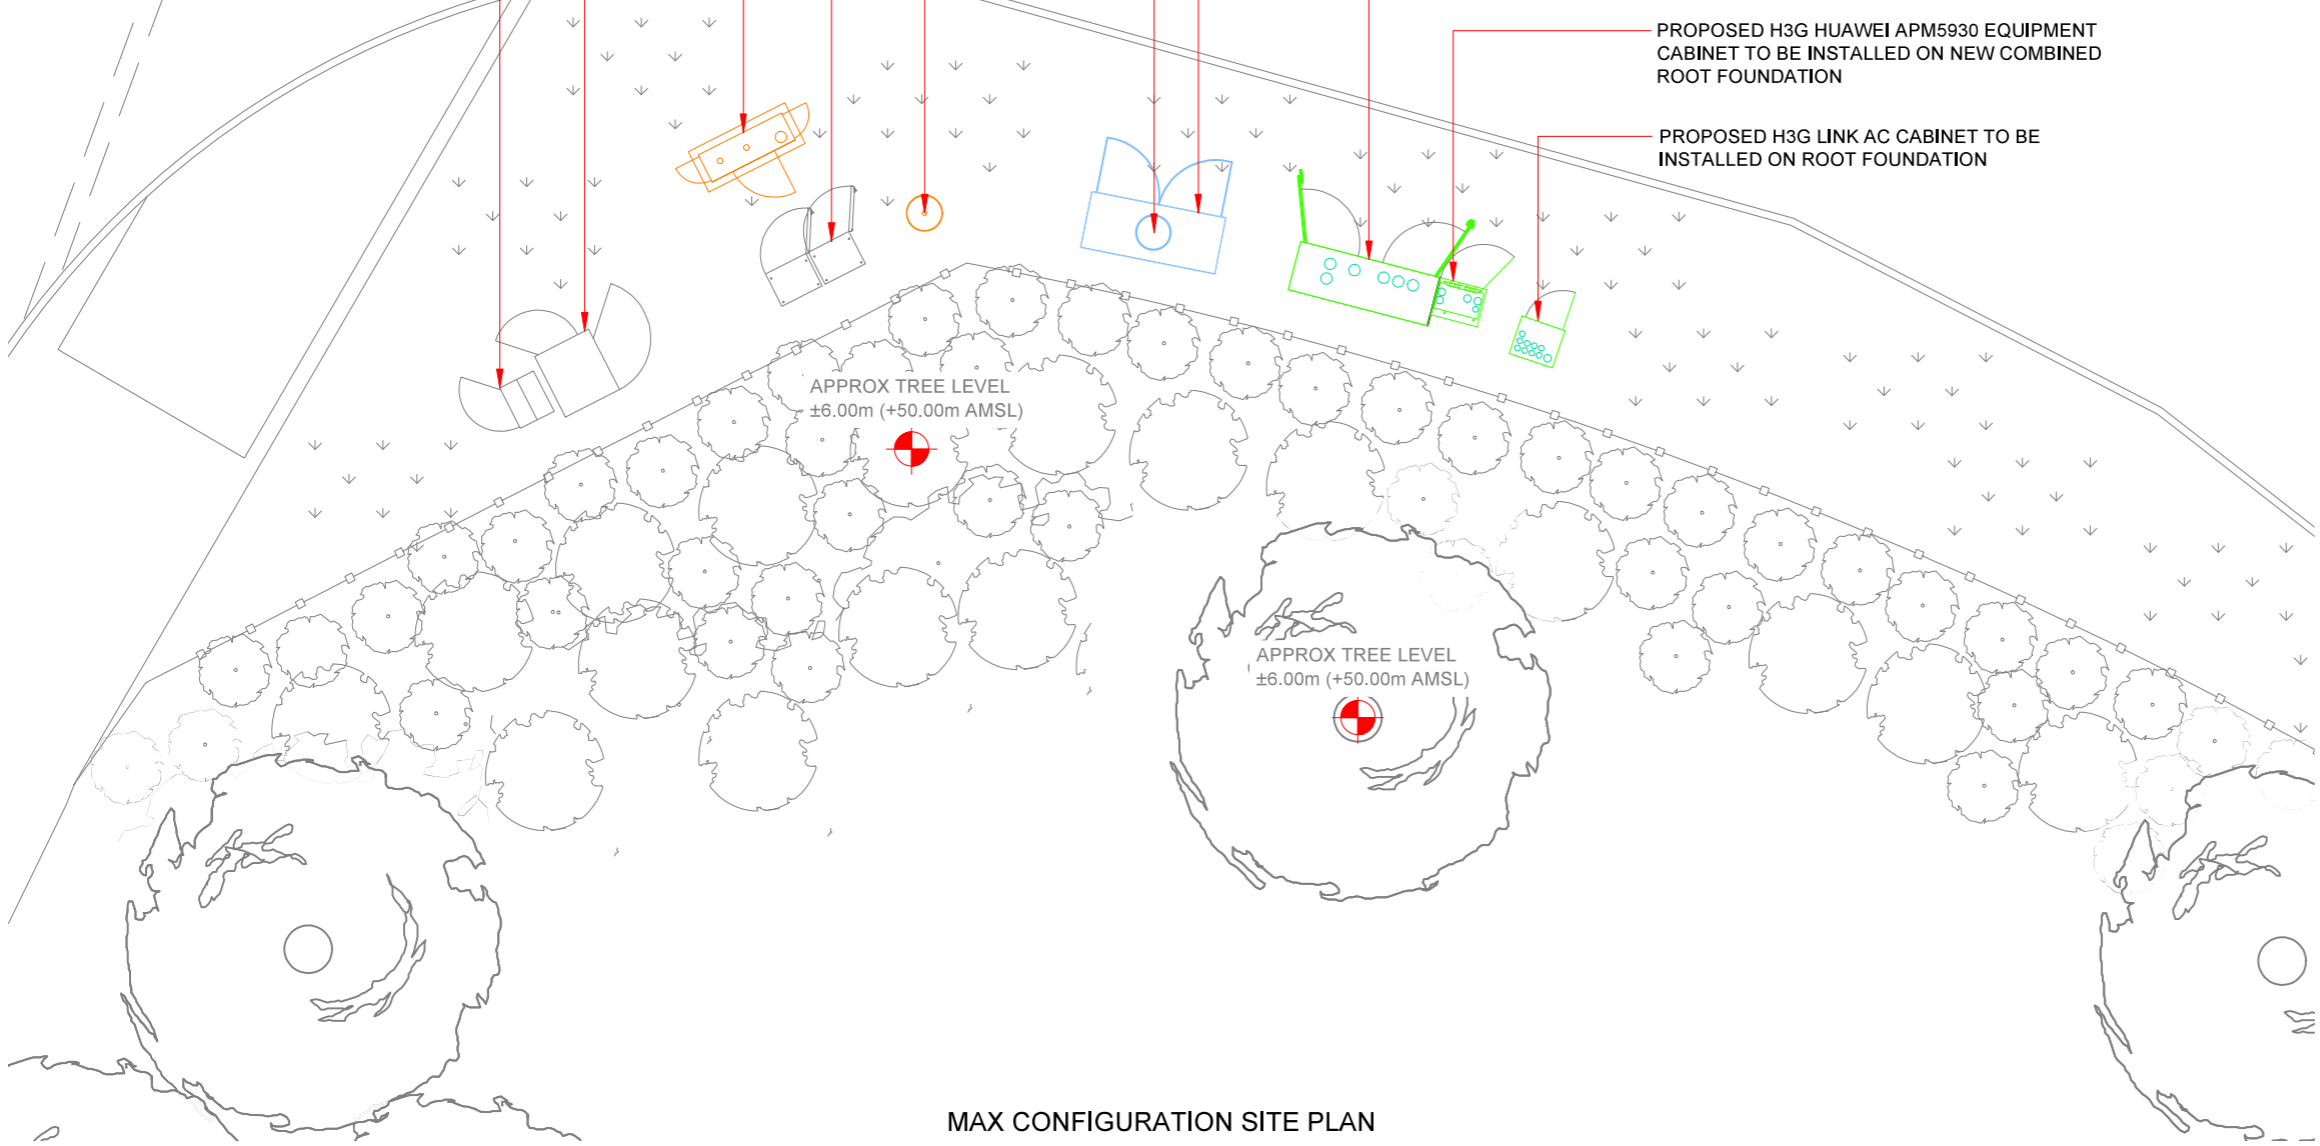 PROPOSED H3G HUAWEI APM5930 EQUIPMENT
CABINET TO BE INSTALLED ON NEW COMBINED
ROOT FOUNDATION
PROPOSED H3G LINK AC CABINET TO BE
INSTALLED ON ROOT FOUNDATION
APPROX TREE LEVEL
±6.00m (+50.00m AMSL)
APPROX TREE LEVEL
±6.00m (+50.00m AMSL)
MAX CONFIGURATION SITE PLAN